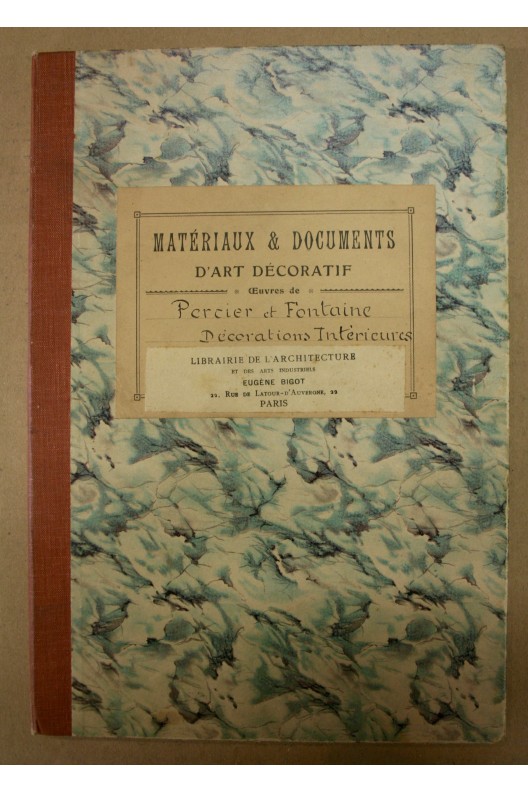 MATÉRIAUX & DOCUMENTS
D'ART DÉCORATIF
Œuvres de
Percier et Fontaine
Décorations Intérieures
LIBRAIRIE DE L'ARCHITECTURE
ET DES ARTS INDUSTRIELS
EUGÈNE BIGOT
22, RUE DE LATOUR-D'AUVERGNE, 22
PARIS